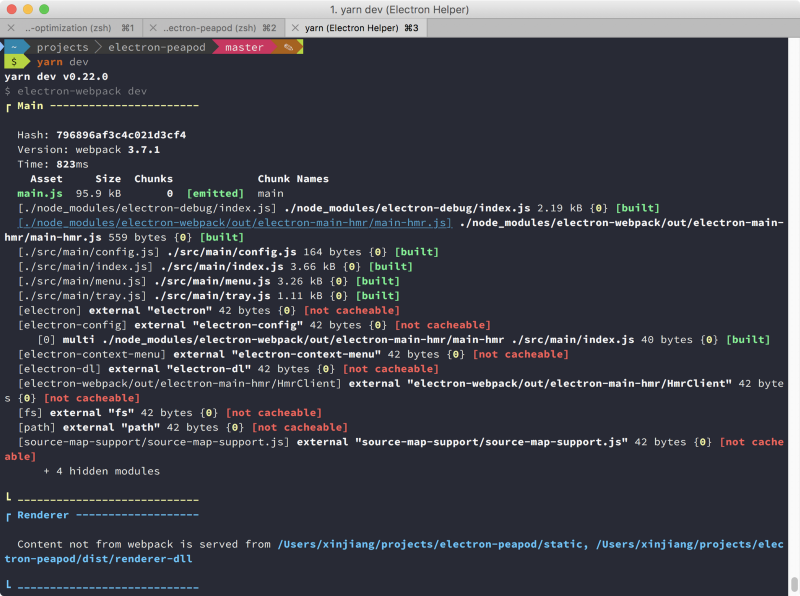 1. yarn dev (Electron Helper)
..-optimization (zsh) ⌘1 ..ectron-peapod (zsh) ⌘2 yarn (Electron Helper) ⌘3
~ projects electron-peapod master
$ yarn dev
yarn dev v0.22.0
$ electron-webpack dev
┏ Main -----------------------
Hash: 796896af3c4c021d3cf4
Version: webpack 3.7.1
Time: 823ms
Asset Size Chunks Chunk Names
main.js 95.9 kB 0 [emitted] main
[./node_modules/electron-debug/index.js] ./node_modules/electron-debug/index.js 2.19 kB {0} [built]
[./node_modules/electron-webpack/out/electron-main-hmr/main-hmr.js] ./node_modules/electron-webpack/out/electron-main-
hmr/main-hmr.js 559 bytes {0} [built]
[./src/main/config.js] ./src/main/config.js 164 bytes {0} [built]
[./src/main/index.js] ./src/main/index.js 3.66 kB {0} [built]
[./src/main/menu.js] ./src/main/menu.js 3.26 kB {0} [built]
[./src/main/tray.js] ./src/main/tray.js 1.11 kB {0} [built]
[electron] external "electron" 42 bytes {0} [not cacheable]
[electron-config] external "electron-config" 42 bytes {0} [not cacheable]
[0] multi ./node_modules/electron-webpack/out/electron-main-hmr/main-hmr ./src/main/index.js 40 bytes {0} [built]
[electron-context-menu] external "electron-context-menu" 42 bytes {0} [not cacheable]
[electron-dl] external "electron-dl" 42 bytes {0} [not cacheable]
[electron-webpack/out/electron-main-hmr/HmrClient] external "electron-webpack/out/electron-main-hmr/HmrClient" 42 byte
s {0} [not cacheable]
[fs] external "fs" 42 bytes {0} [not cacheable]
[path] external "path" 42 bytes {0} [not cacheable]
[source-map-support/source-map-support.js] external "source-map-support/source-map-support.js" 42 bytes {0} [not cache
able]
+ 4 hidden modules
┗ ----------------------------
┏ Renderer -------------------
Content not from webpack is served from /Users/xinjiang/projects/electron-peapod/static, /Users/xinjiang/projects/elec
tron-peapod/dist/renderer-dll
┗ ----------------------------